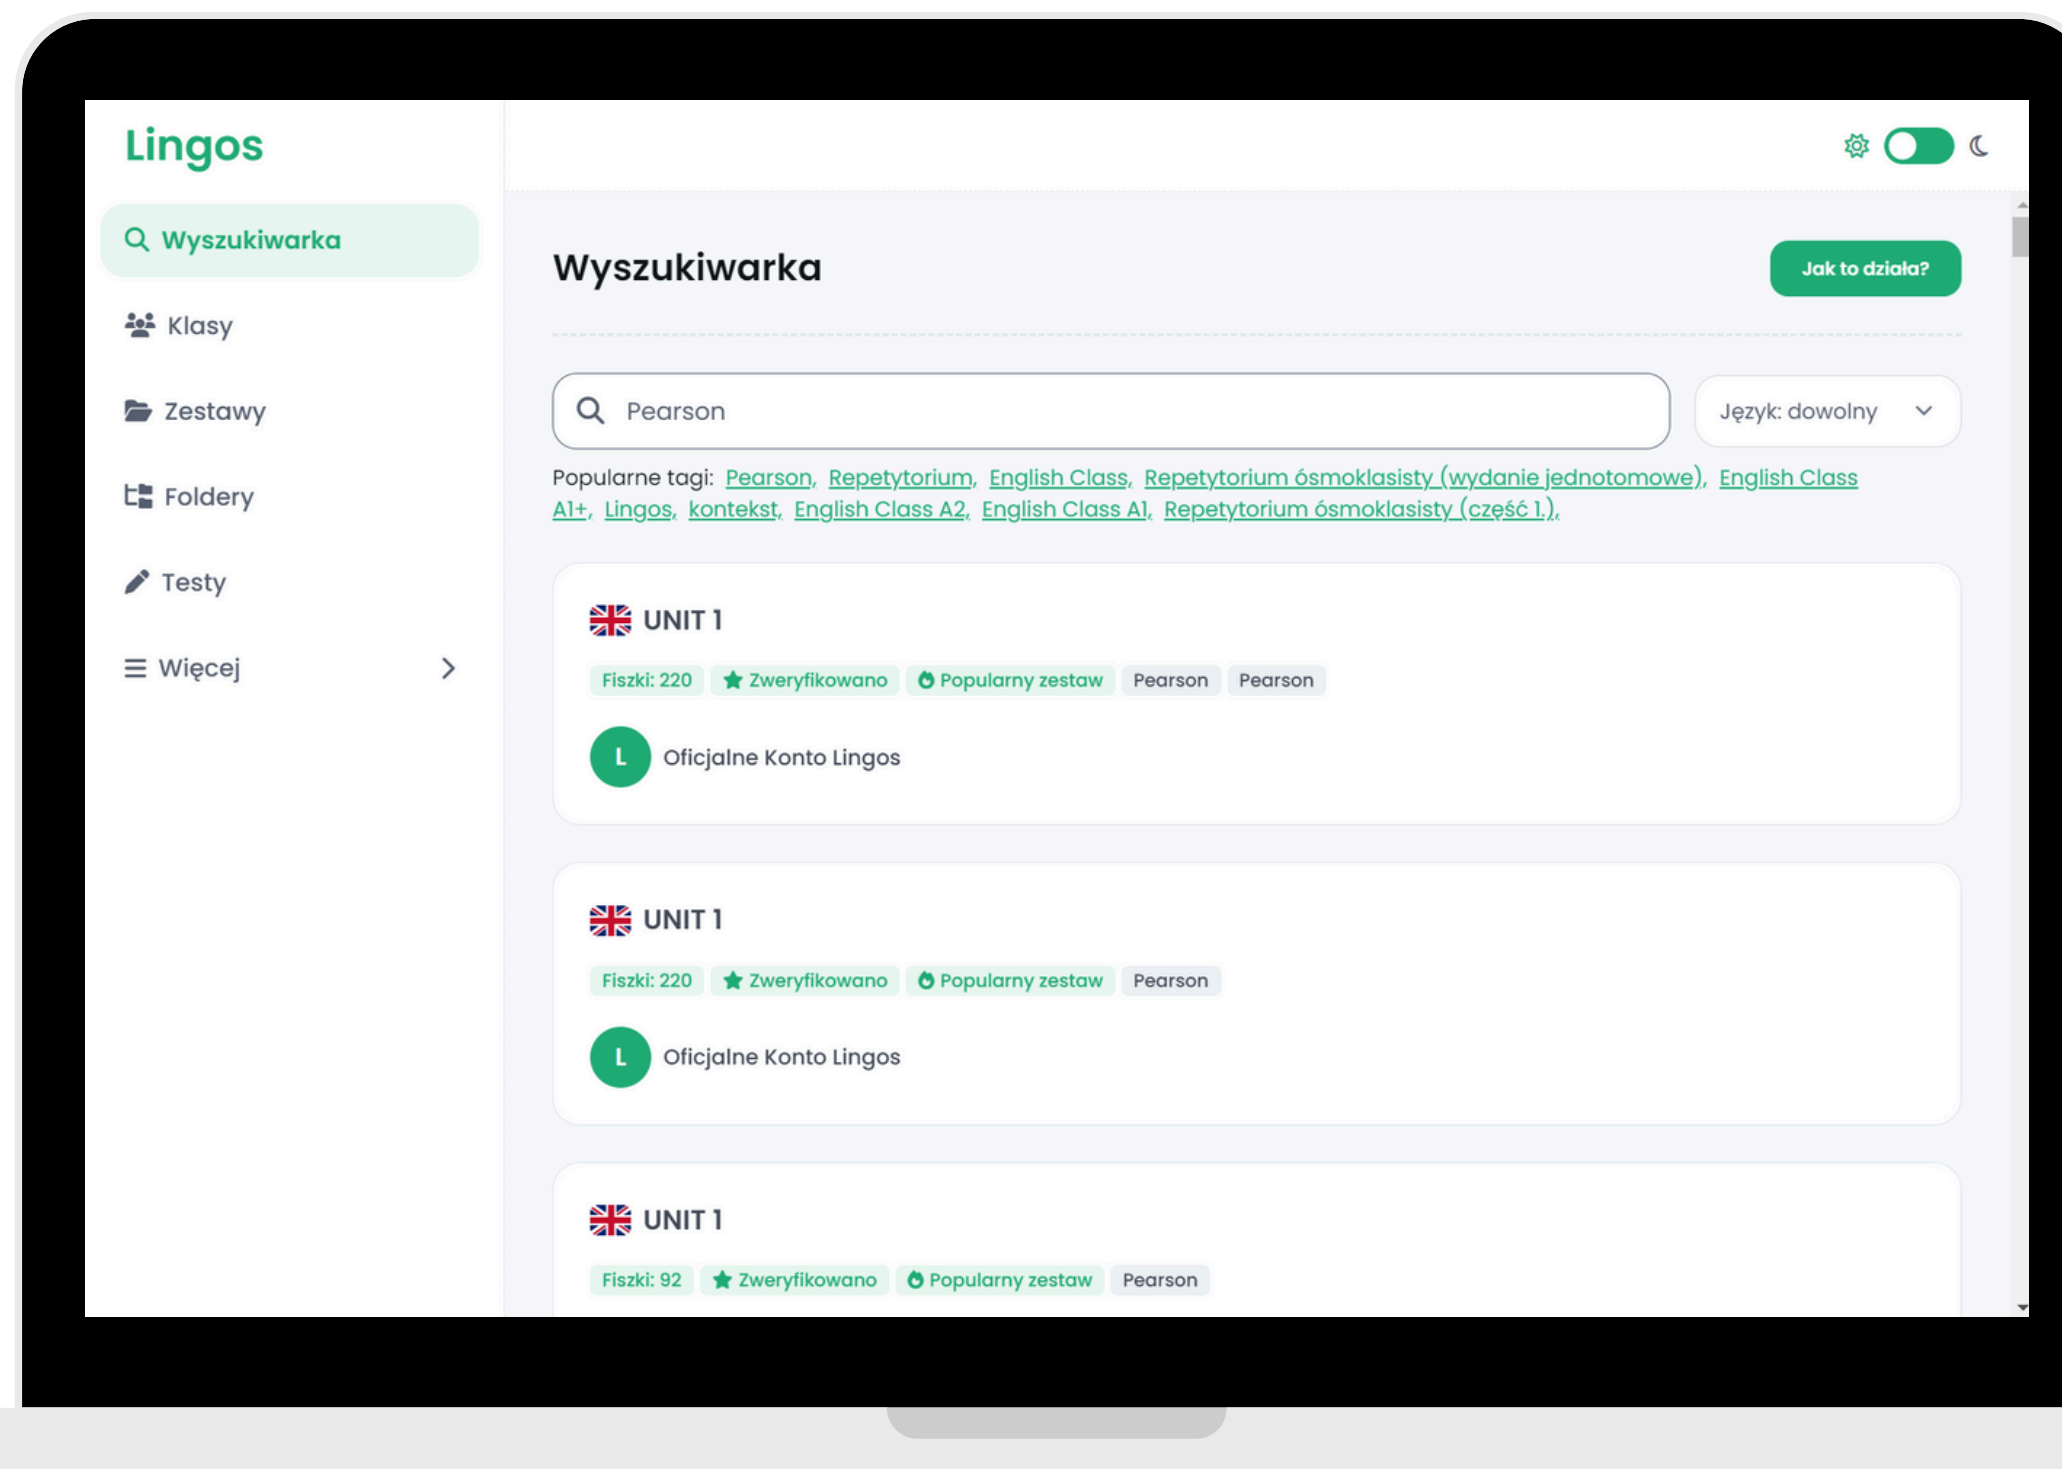 Lingos
Wyszukiwarka
Klasy
Zestawy
Foldery
Testy
Więcej
Wyszukiwarka
Jak to działa?
Pearson
Język: dowolny
Popularne tagi: Pearson, Repetytorium, English Class, Repetytorium ósmoklasisty (wydanie jednotomowe), English Class
A1+, Lingos, kontekst, English Class A2, English Class A1, Repetytorium ósmoklasisty (część 1.),
UNIT 1
Fiszki: 220 Zweryfikowano Popularny zestaw Pearson Pearson
L Oficjalne Konto Lingos
UNIT 1
Fiszki: 220 Zweryfikowano Popularny zestaw Pearson
L Oficjalne Konto Lingos
UNIT 1
Fiszki: 92 Zweryfikowano Popularny zestaw Pearson